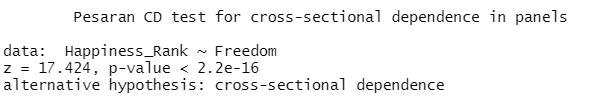 Pesaran CD test for cross-sectional dependence in panels
data:  Happiness_Rank ~ Freedom
z = 17.424, p-value < 2.2e-16
alternative hypothesis: cross-sectional dependence